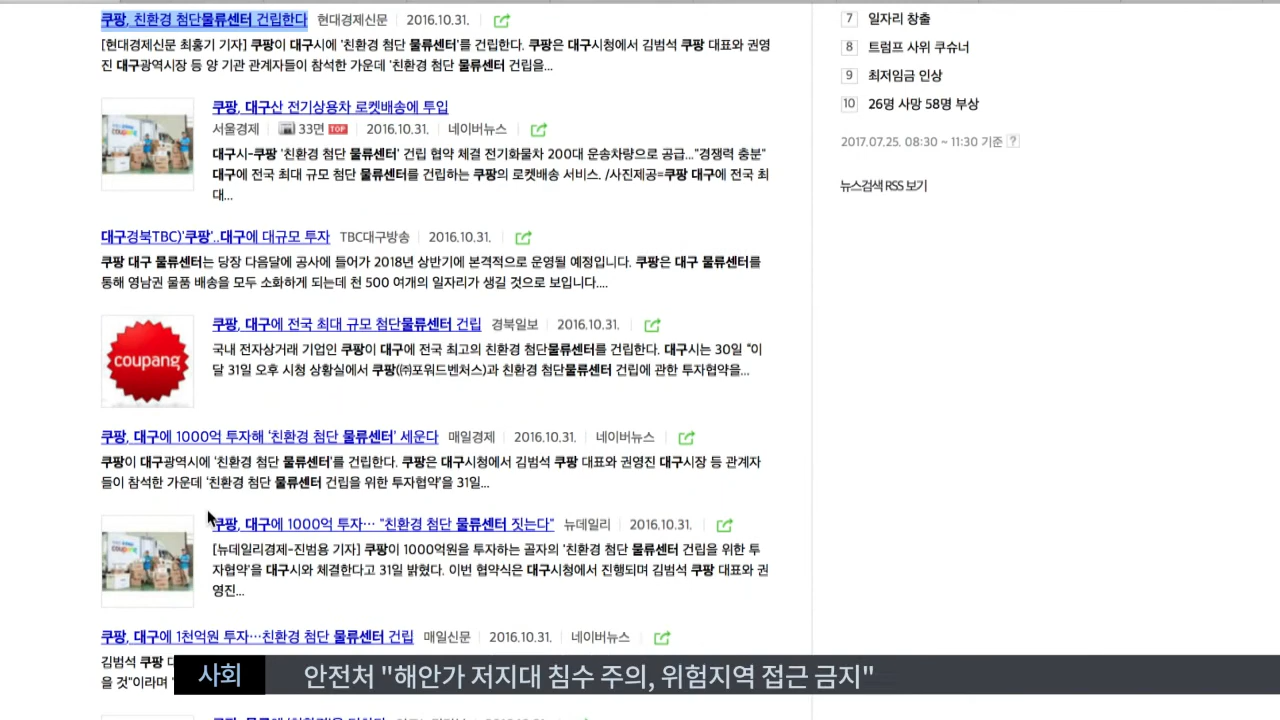 쿠팡, 친환경 첨단물류센터 건립한다 현대경제신문 2016.10.31.
[현대경제신문 최홍기 기자] 쿠팡이 대구시에 '친환경 첨단 물류센터'를 건립한다. 쿠팡은 대구시청에서 김범석 쿠팡 대표와 권영
진 대구광역시장 등 양 기관 관계자들이 참석한 가운데 '친환경 첨단 물류센터 건립을...
쿠팡, 대구산 전기상용차 로켓배송에 투입
서울경제 33면 TOP 2016.10.31. 네이버뉴스
대구시-쿠팡 '친환경 첨단 물류센터' 건립 협약 체결 전기화물차 200대 운송차량으로 공급..."경쟁력 충분"
대구에 전국 최대 규모 첨단 물류센터를 건립하는 쿠팡의 로켓배송 서비스. /사진제공=쿠팡 대구에 전국 최
대...
coupang
대구경북TBC)'쿠팡'..대구에 대규모 투자 TBC대구방송 2016.10.31.
쿠팡 대구 물류센터는 당장 다음달에 공사에 들어가 2018년 상반기에 본격적으로 운영될 예정입니다. 쿠팡은 대구 물류센터를
통해 영남권 물품 배송을 모두 소화하게 되는데 천 500 여개의 일자리가 생길 것으로 보입니다....
쿠팡, 대구에 전국 최대 규모 첨단물류센터 건립 경북일보 2016.10.31.
국내 전자상거래 기업인 쿠팡이 대구에 전국 최고의 친환경 첨단물류센터를 건립한다. 대구시는 30일 "이
달 31일 오후 시청 상황실에서 쿠팡((주)포워드벤처스)과 친환경 첨단물류센터 건립에 관한 투자협약을...
coupang
쿠팡, 대구에 1000억 투자해 '친환경 첨단 물류센터' 세운다 매일경제 2016.10.31. 네이버뉴스
쿠팡이 대구광역시에 '친환경 첨단 물류센터'를 건립한다. 쿠팡은 대구시청에서 김범석 쿠팡 대표와 권영진 대구시장 등 관계자
들이 참석한 가운데 '친환경 첨단 물류센터 건립을 위한 투자협약'을 31일...
쿠팡, 대구에 1000억 투자… "친환경 첨단 물류센터 짓는다" 뉴데일리 2016.10.31.
[뉴데일리경제-진범용 기자] 쿠팡이 1000억원을 투자하는 골자의 '친환경 첨단 물류센터 건립을 위한 투
자협약'을 대구시와 체결한다고 31일 밝혔다. 이번 협약식은 대구시청에서 진행되며 김범석 쿠팡 대표와 권
영진...
쿠팡, 대구에 1천억원 투자…친환경 첨단 물류센터 건립 매일신문 2016.10.31. 네이버뉴스
김범석 쿠팡
을 것"이라며
7 일자리 창출
8 트럼프 사위 쿠슈너
9 최저임금 인상
10 26명 사망 58명 부상
2017.07.25. 08:30 ~ 11:30 기준 ?
뉴스검색 RSS 보기
사회 안전처 "해안가 저지대 침수 주의, 위험지역 접근 금지"